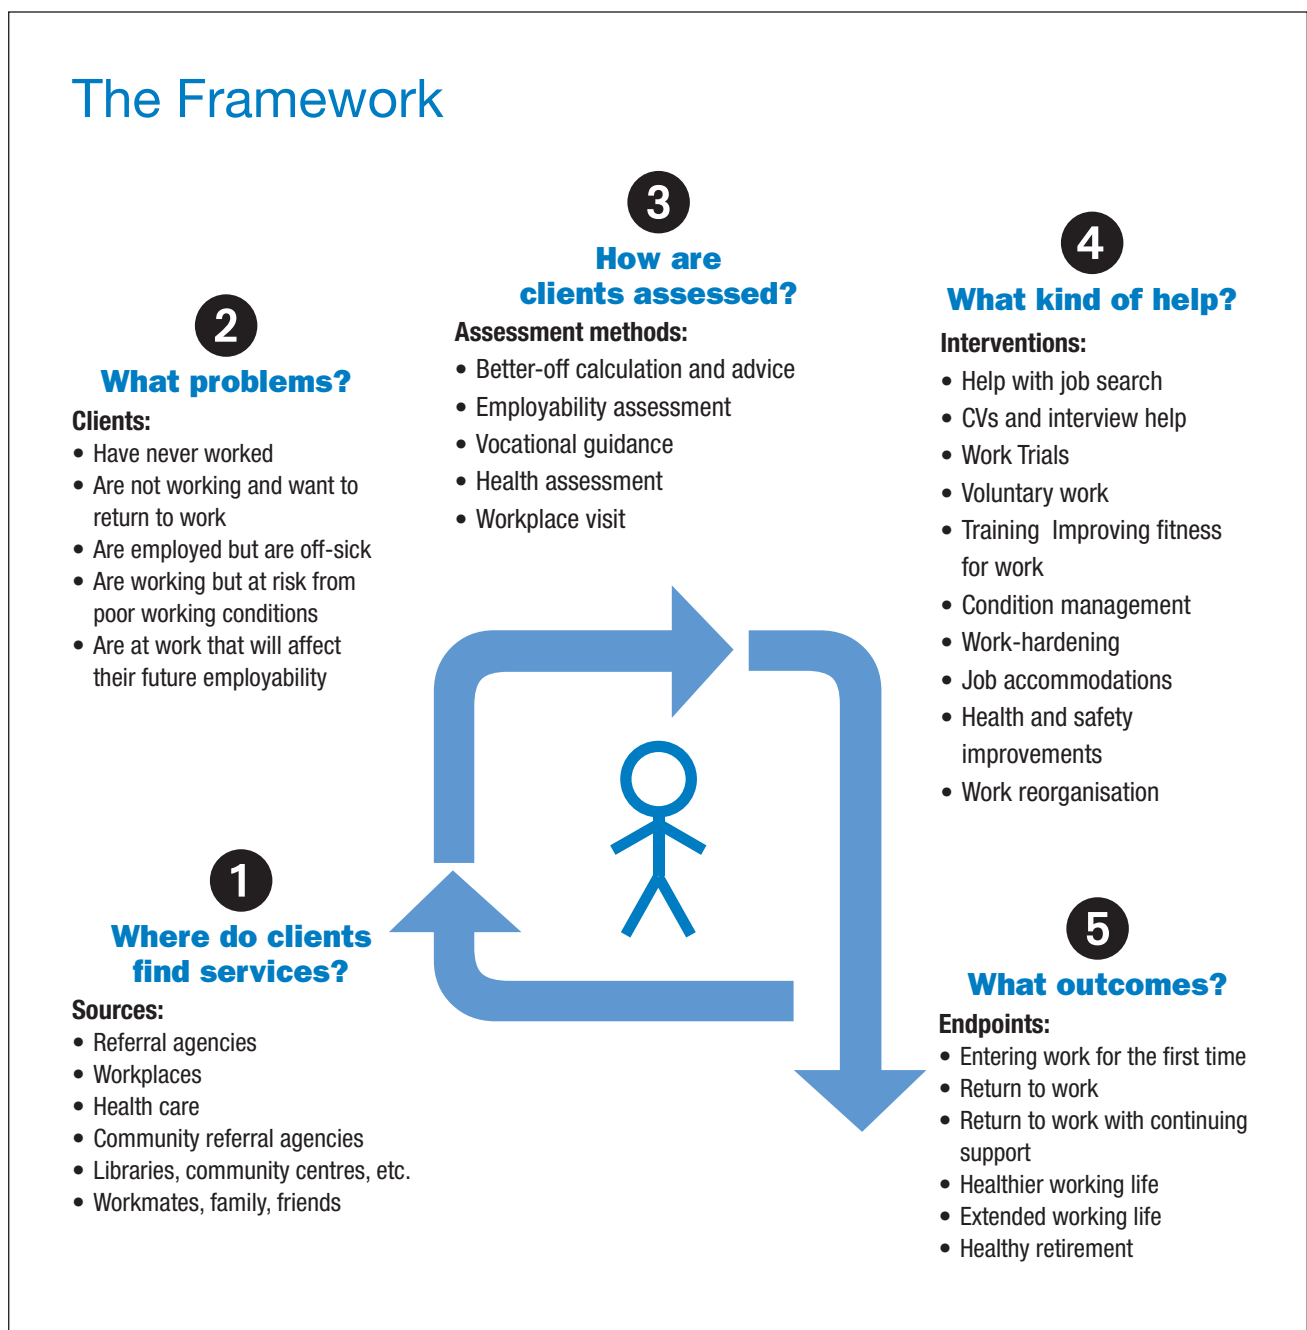 The Framework
1
Where do clients
find services?
Sources:
• Referral agencies
• Workplaces
• Health care
• Community referral agencies
• Libraries, community centres, etc.
• Workmates, family, friends
2
What problems?
Clients:
• Have never worked
• Are not working and want to
return to work
• Are employed but are off-sick
• Are working but at risk from
poor working conditions
• Are at work that will affect
their future employability
3
How are
clients assessed?
Assessment methods:
• Better-off calculation and advice
• Employability assessment
• Vocational guidance
• Health assessment
• Workplace visit
4
What kind of help?
Interventions:
• Help with job search
• CVs and interview help
• Work Trials
• Voluntary work
• Training  Improving fitness
for work
• Condition management
• Work-hardening
• Job accommodations
• Health and safety
improvements
• Work reorganisation
5
What outcomes?
Endpoints:
• Entering work for the first time
• Return to work
• Return to work with continuing
support
• Healthier working life
• Extended working life
• Healthy retirement